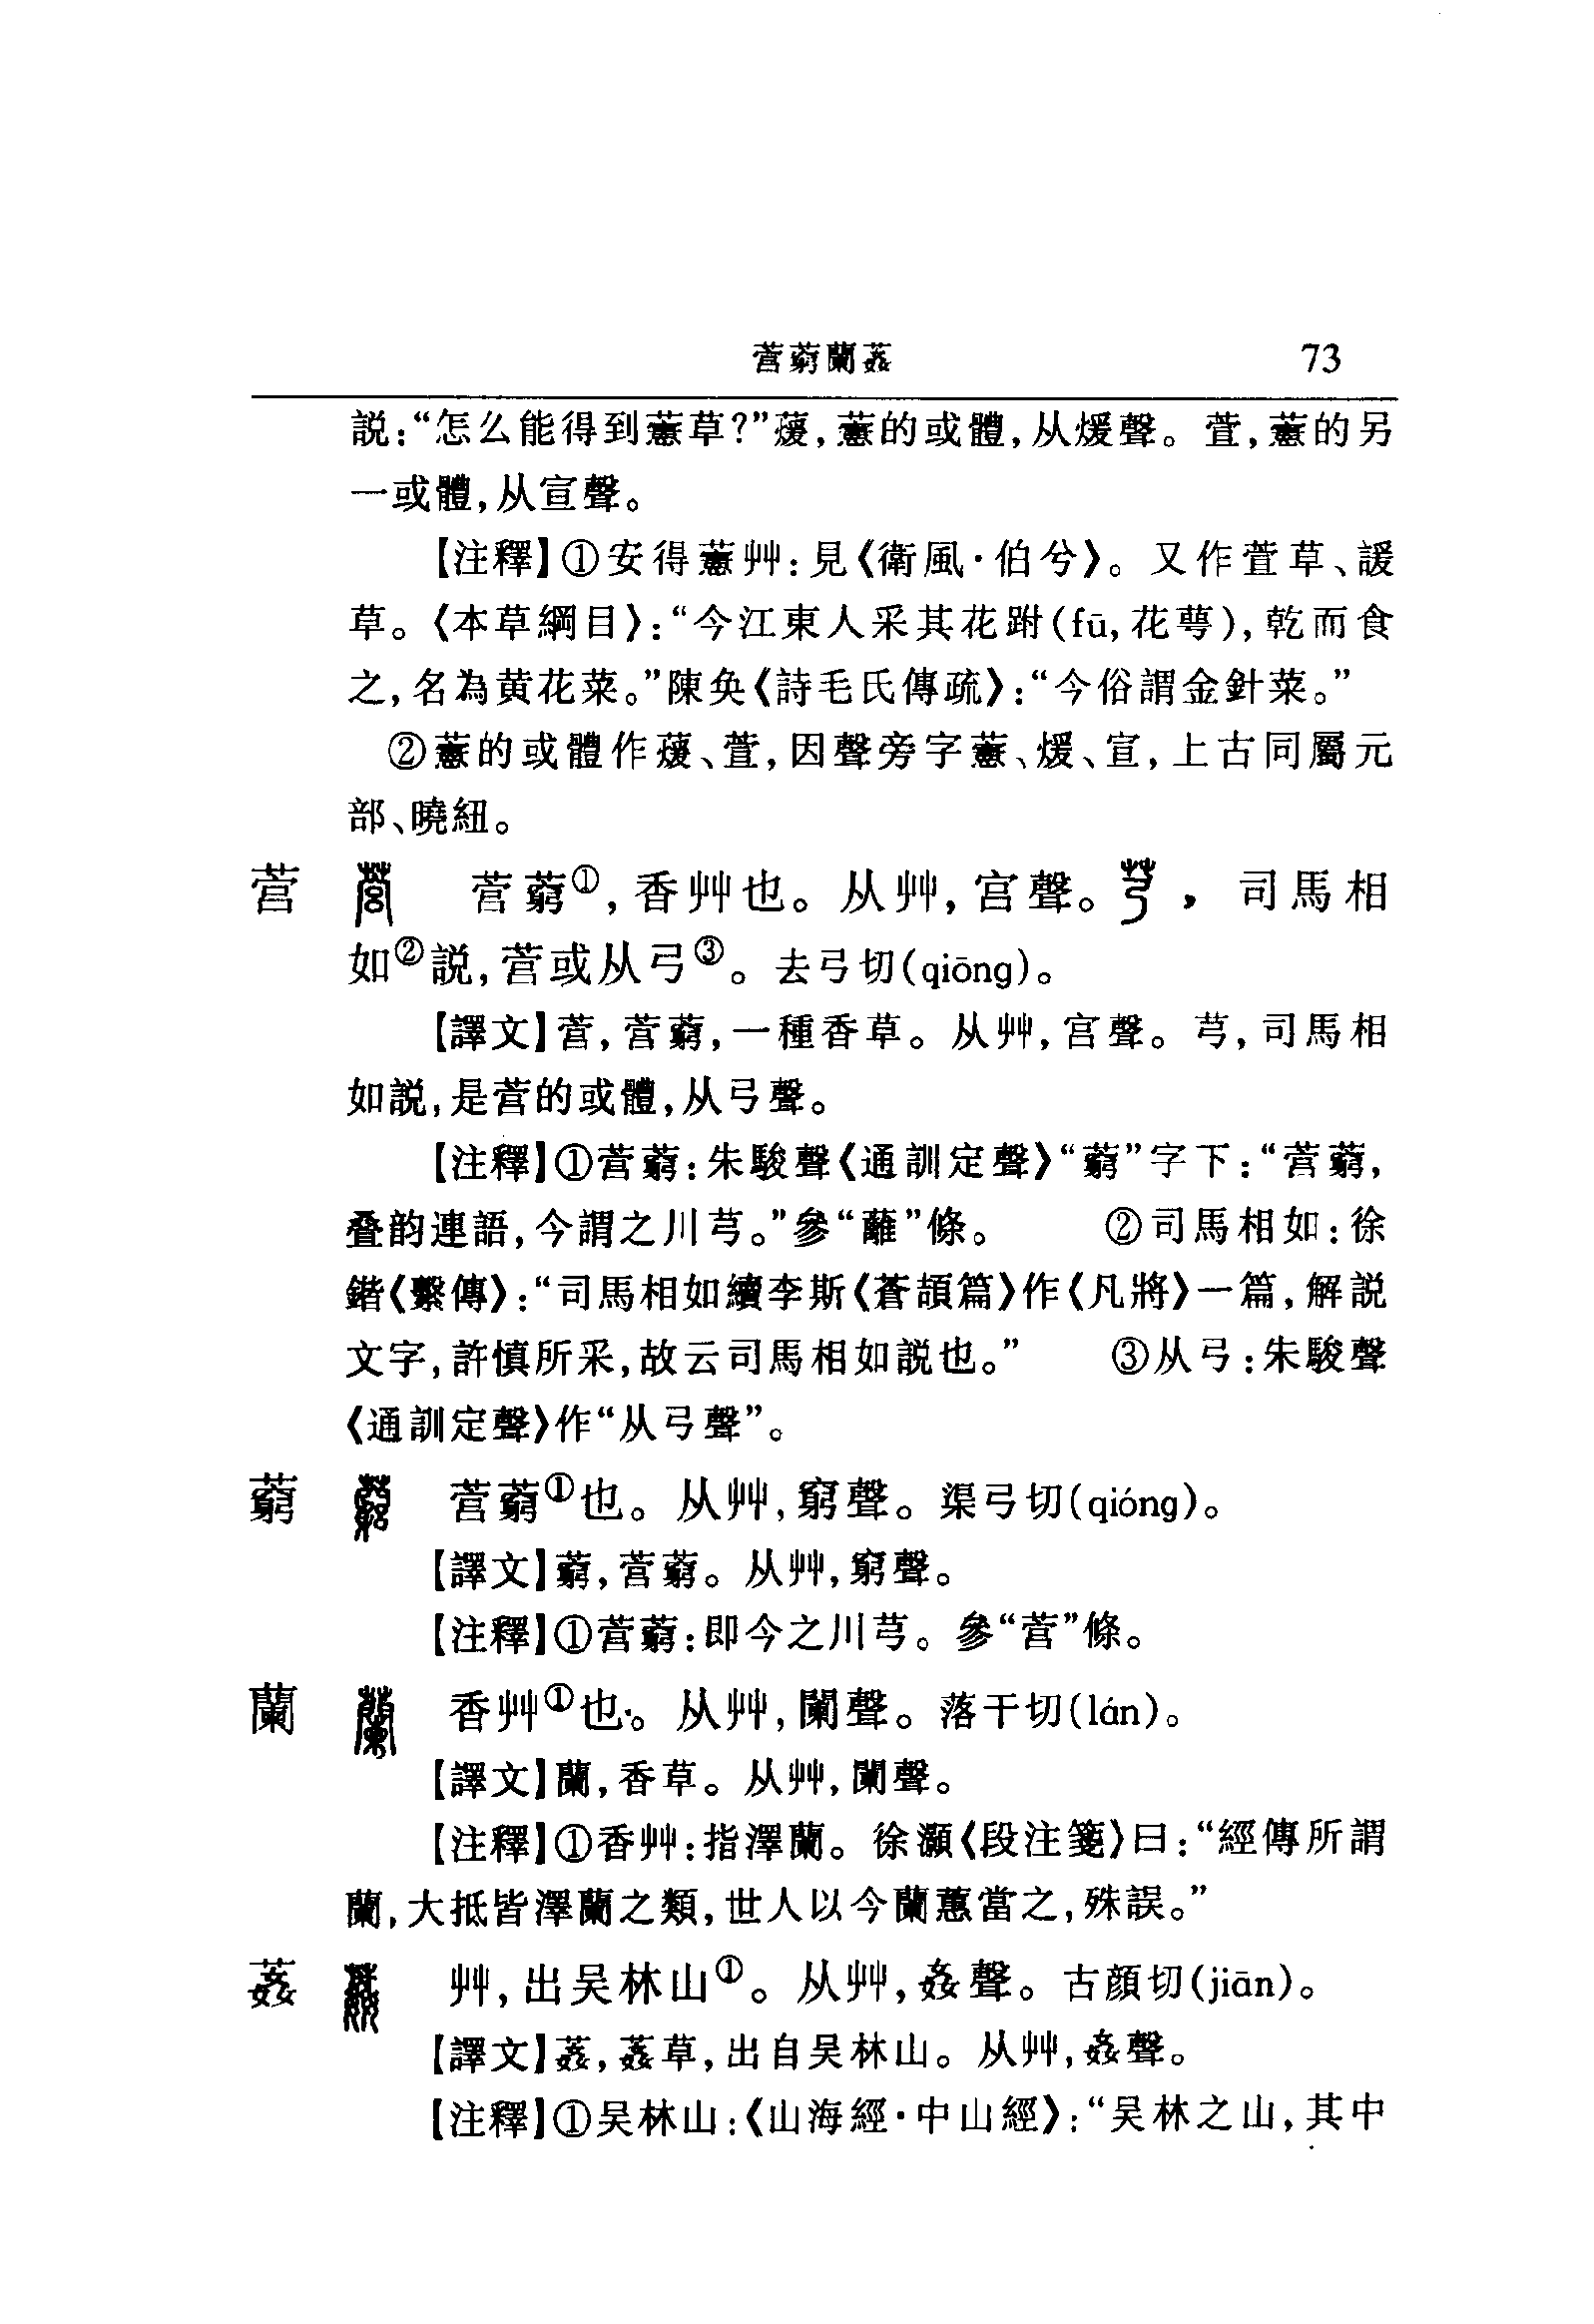 营藭蘭葌 73
説:“怎么能得到藼草?”蕿,藼的或體,从煖聲。萱,藼的另
一或體,从宣聲。
【注釋】①安得藼艸:見《衛風·伯兮》。又作萱草、諼
草。《本草綱目》:“今江東人采其花跗(fū,花萼),乾而食
之,名為黄花菜。”陳奂《詩毛氏傳疏》:“今俗謂金針菜。”
②藼的或體作蕿、萱,因聲旁字憲、煖、宣,上古同屬元
部、曉紐。
营 营藭①,香艸也。从艸,宫聲。芎,司馬相
如②説,营或从弓③。去弓切(qiōng)。
【譯文】营,营藭,一種香草。从艸,宫聲。芎,司馬相
如説,是营的或體,从弓聲。
【注釋】①营藭:朱駿聲《通訓定聲》“藭”字下:“营藭,
叠韵連語,今謂之川芎。”參“蘺”條。 ②司馬相如:徐
鍇《繫傳》:“司馬相如續李斯《蒼頡篇》作《凡將》一篇,解説
文字,許慎所采,故云司馬相如説也。” ③从弓:朱駿聲
《通訓定聲》作“从弓聲”。
藭 营藭①也。从艸,窮聲。渠弓切(qióng)。
【譯文】藭,营藭。从艸,窮聲。
【注釋】①营藭:即今之川芎。參“营”條。
蘭 香艸①也。从艸,闌聲。落干切(lán)。
【譯文】蘭,香草。从艸,闌聲。
【注釋】①香艸:指澤蘭。徐灝《段注箋》曰:“經傳所謂
蘭,大抵皆澤蘭之類,世人以今蘭蕙當之,殊誤。”
葌 艸,出吴林山①。从艸,姦聲。古顔切(jiān)。
【譯文】葌,葌草,出自吴林山。从艸,姦聲。
【注釋】①吴林山:《山海經·中山經》:“吴林之山,其中